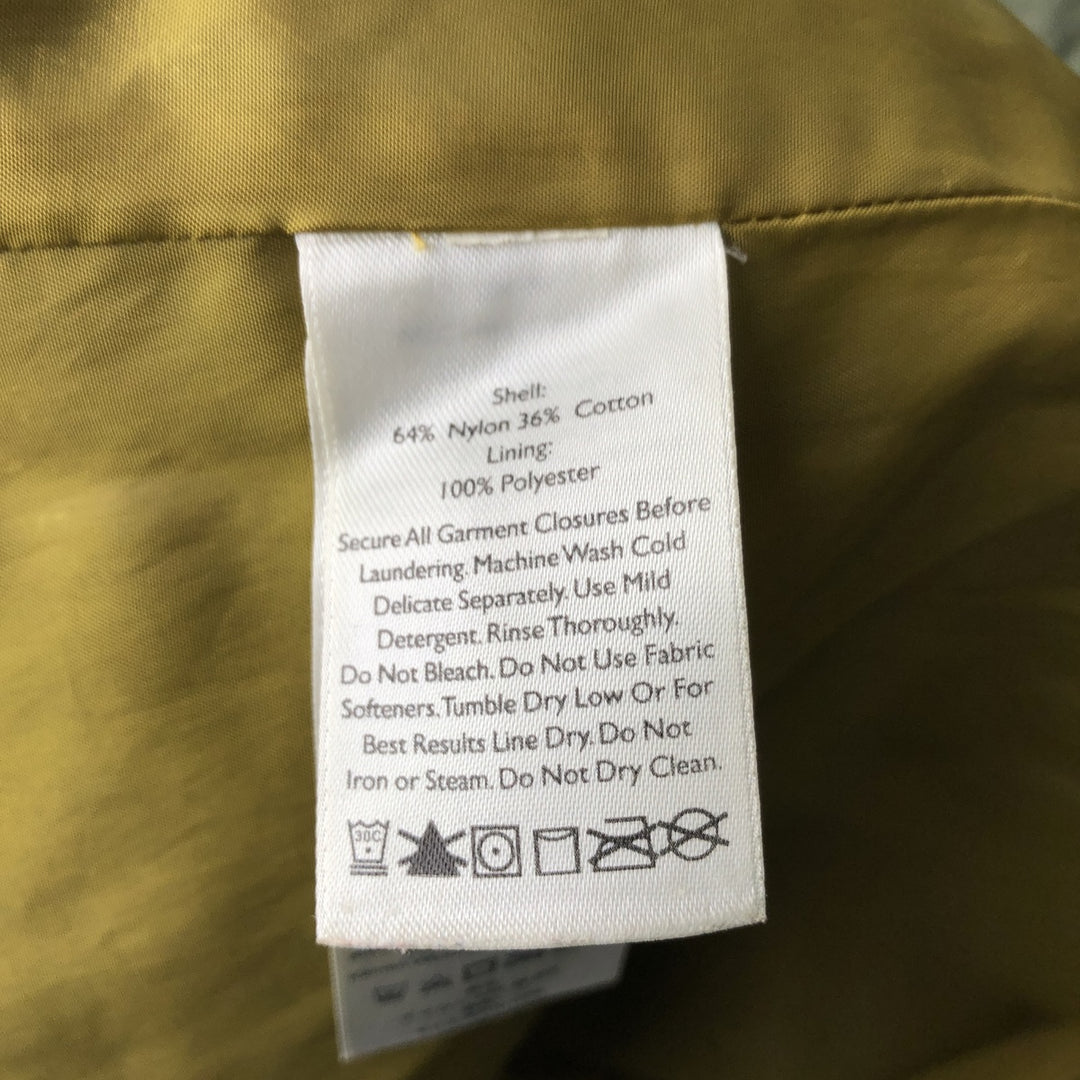 Shell:
64% Nylon 36% Cotton
Lining:
100% Polyester
Secure All Garment Closures Before
Laundering. Machine Wash Cold
Delicate Separately. Use Mild
Detergent. Rinse Thoroughly.
Do Not Bleach. Do Not Use Fabric
Softeners. Tumble Dry Low Or For
Best Results Line Dry. Do Not
Iron or Steam. Do Not Dry Clean.
30C